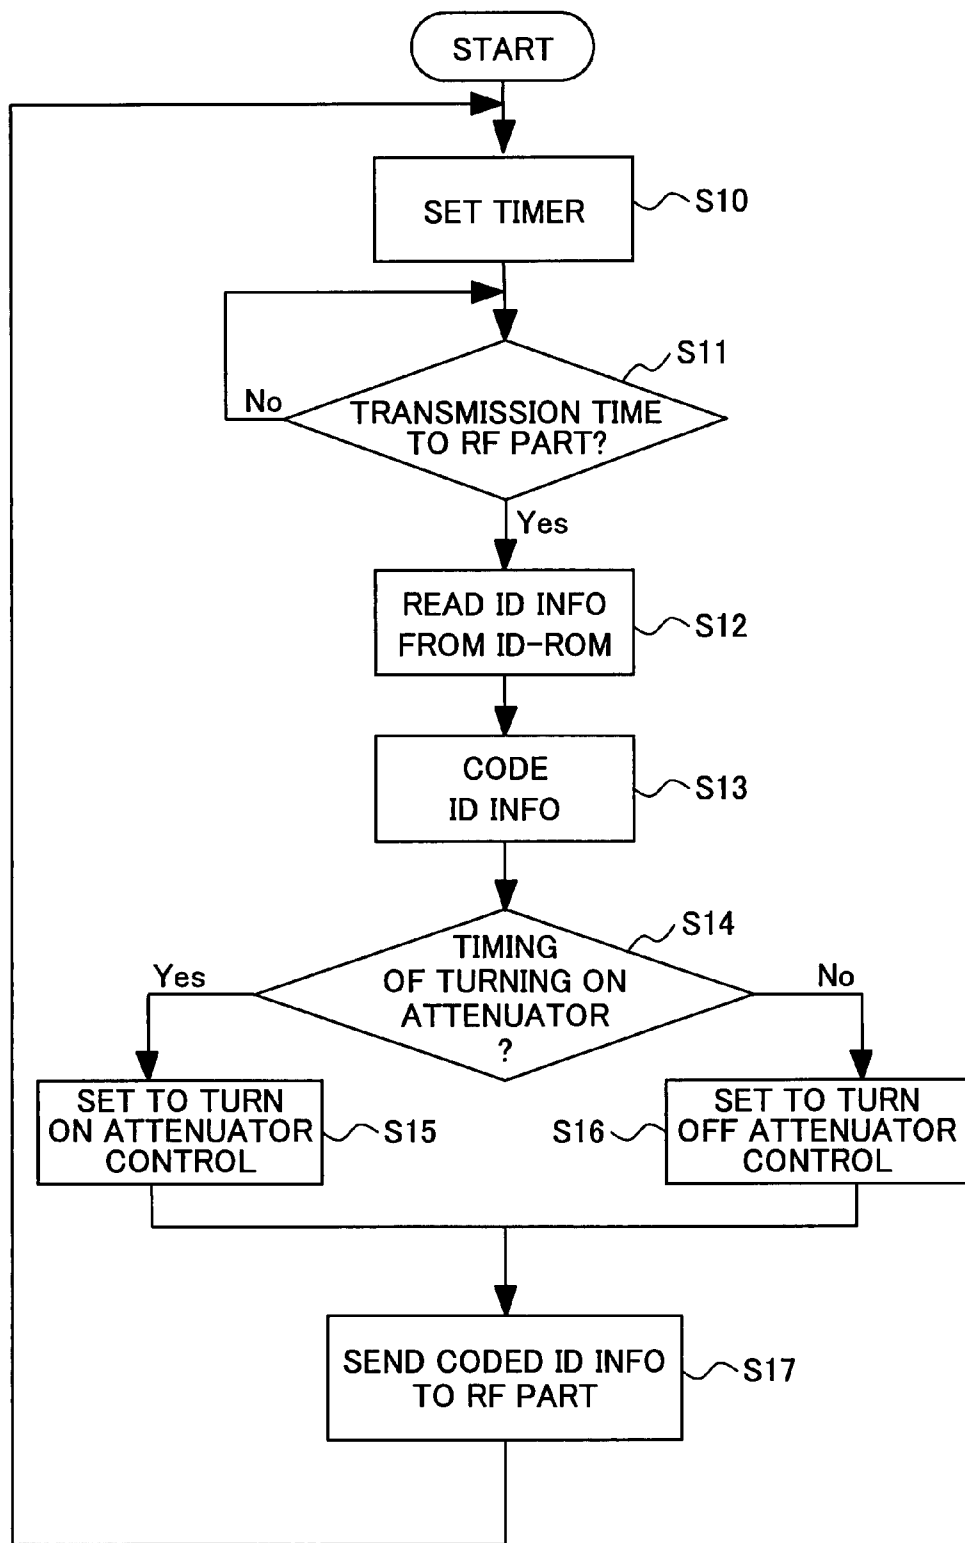 START
SET TIMER
S10
S11
No
TRANSMISSION TIME
TO RF PART?
Yes
READ ID INFO
FROM ID-ROM
S12
CODE
ID INFO
S13
S14
TIMING
OF TURNING ON
ATTENUATOR
?
Yes
No
SET TO TURN
ON ATTENUATOR
CONTROL
S15
S16
SET TO TURN
OFF ATTENUATOR
CONTROL
SEND CODED ID INFO
TO RF PART
S17